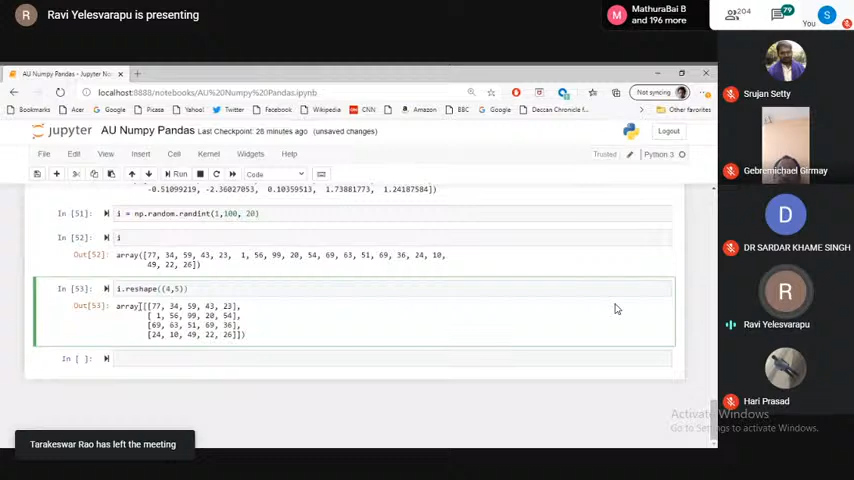 R Ravi Yelesvarapu is presenting
M MathuraBai B
and 196 more
204
79
You
S
AU Numpy Pandas - Jupyter No
localhost:8888/notebooks/AU%20Numpy%20Pandas.ipynb
Not syncing
Bookmarks Acer Google Picasa Yahoo! Twitter Google Facebook Wikipedia CNN Amazon BBC Google Deccan Chronicle f... Other favorites
jupyter AU Numpy Pandas Last Checkpoint: 28 minutes ago (unsaved changes)
Logout
File Edit View Insert Cell Kernel Widgets Help
Trusted Python 3
Run Code
-0.51099219, -2.36027053, 0.10359513, 1.73881773, 1.24187584])
In [51]: i = np.random.randint(1,100, 20)
In [52]: i
Out[52]: array([77, 34, 59, 43, 23, 1, 56, 99, 20, 54, 69, 63, 51, 69, 36, 24, 10,
49, 22, 26])
In [53]: i.reshape((4,5))
Out[53]: array([[77, 34, 59, 43, 23],
[ 1, 56, 99, 20, 54],
[69, 63, 51, 69, 36],
[24, 10, 49, 22, 26]])
In [ ]:
Srujan Setty
Gebremichael Girmay
D
DR SARDAR KHAME SINGH
R
Ravi Yelesvarapu
Hari Prasad
Activate Windows
Go to Settings to activate Windows.
Tarakeswar Rao has left the meeting